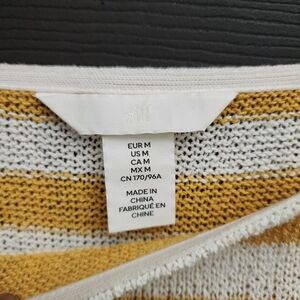 EUR M
US M
CA M
MX M
CN 170/96A
MADE IN
CHINA
FABRIQUÉ EN
CHINE